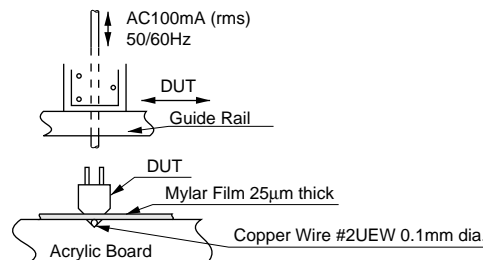 AC100mA (rms)
50/60Hz
DUT
Guide Rail
DUT
Mylar Film 25μm thick
Copper Wire #2UEW 0.1mm dia.
Acrylic Board